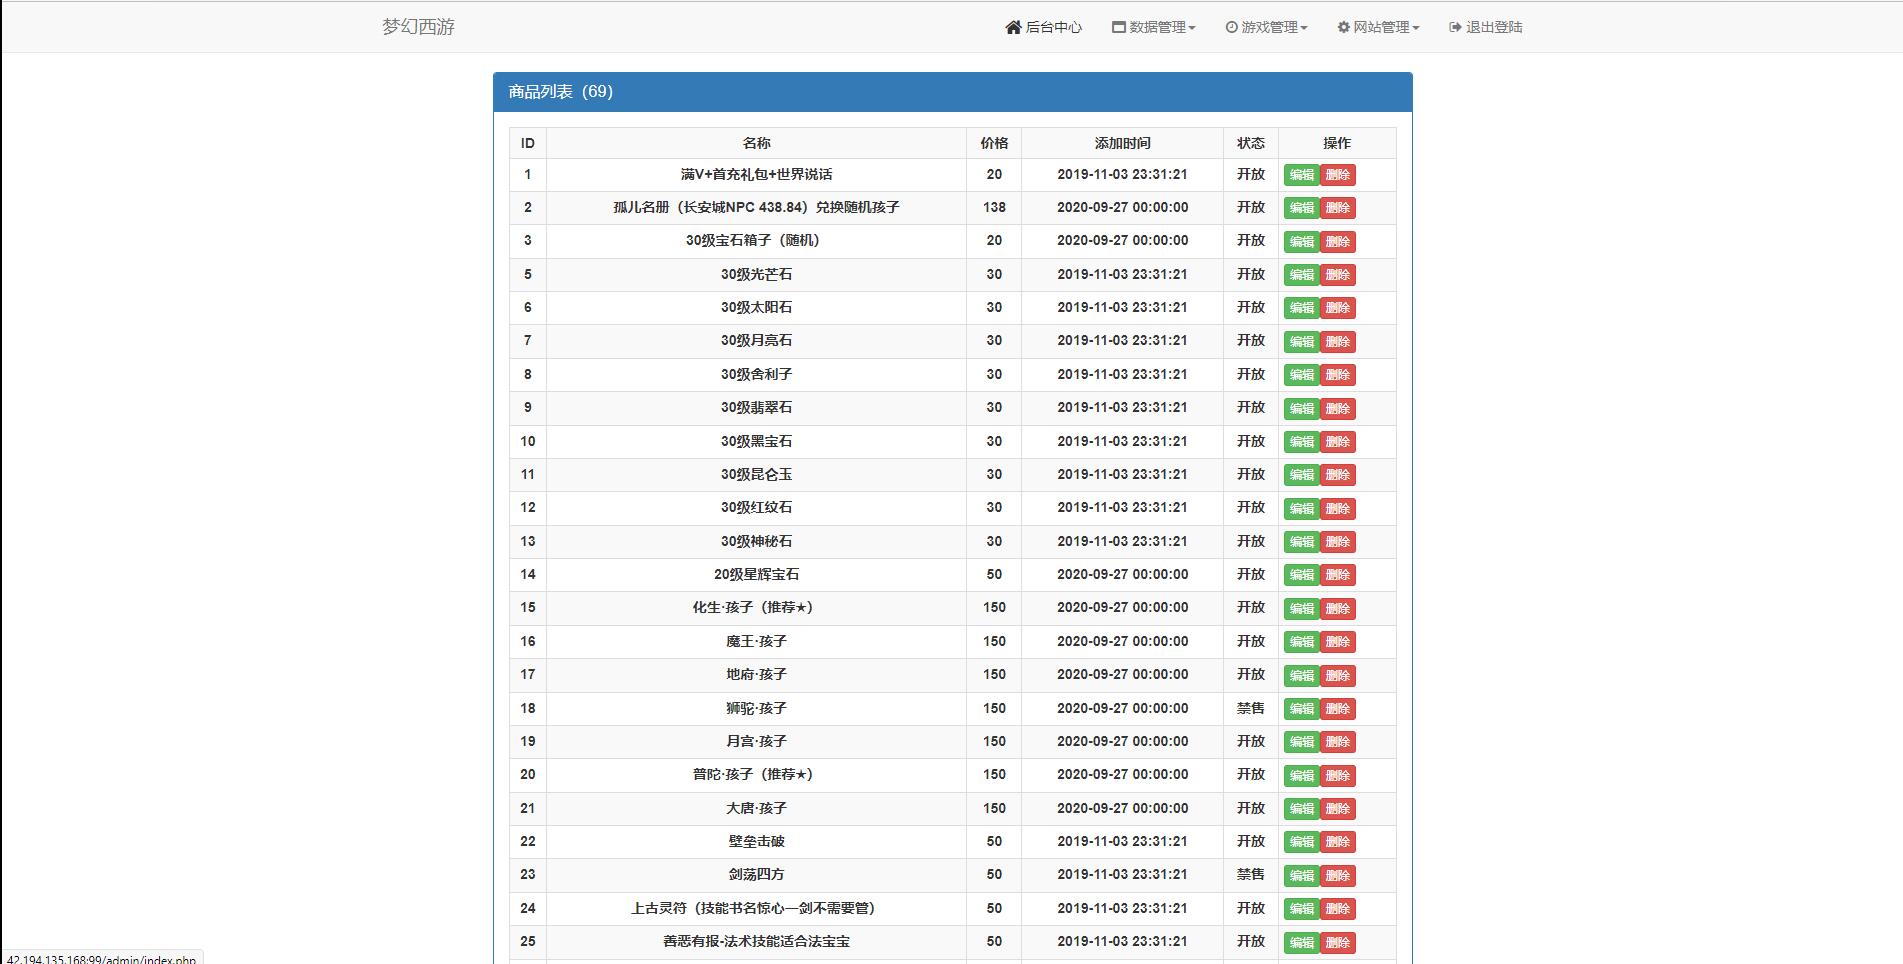 梦幻西游 后台中心 数据管理 游戏管理 网站管理 退出登陆
商品列表（69）
ID 名称 价格 添加时间 状态 操作
1 满V+首充礼包+世界说话 20 2019-11-03 23:31:21 开放 编辑 删除
2 孤儿名册（长安城NPC 438.84）兑换随机孩子 138 2020-09-27 00:00:00 开放 编辑 删除
3 30级宝石箱子（随机） 20 2020-09-27 00:00:00 开放 编辑 删除
5 30级光芒石 30 2019-11-03 23:31:21 开放 编辑 删除
6 30级太阳石 30 2019-11-03 23:31:21 开放 编辑 删除
7 30级月亮石 30 2019-11-03 23:31:21 开放 编辑 删除
8 30级舍利子 30 2019-11-03 23:31:21 开放 编辑 删除
9 30级翡翠石 30 2019-11-03 23:31:21 开放 编辑 删除
10 30级黑宝石 30 2019-11-03 23:31:21 开放 编辑 删除
11 30级昆仑玉 30 2019-11-03 23:31:21 开放 编辑 删除
12 30级红纹石 30 2019-11-03 23:31:21 开放 编辑 删除
13 30级神秘石 30 2019-11-03 23:31:21 开放 编辑 删除
14 20级星辉宝石 50 2020-09-27 00:00:00 开放 编辑 删除
15 化生·孩子（推荐★） 150 2020-09-27 00:00:00 开放 编辑 删除
16 魔王·孩子 150 2020-09-27 00:00:00 开放 编辑 删除
17 地府·孩子 150 2020-09-27 00:00:00 开放 编辑 删除
18 狮驼·孩子 150 2020-09-27 00:00:00 禁售 编辑 删除
19 月宫·孩子 150 2020-09-27 00:00:00 开放 编辑 删除
20 普陀·孩子（推荐★） 150 2020-09-27 00:00:00 开放 编辑 删除
21 大唐·孩子 150 2020-09-27 00:00:00 开放 编辑 删除
22 壁垒击破 50 2019-11-03 23:31:21 开放 编辑 删除
23 剑荡四方 50 2019-11-03 23:31:21 禁售 编辑 删除
24 上古灵符（技能书名惊心一剑不需要管） 50 2019-11-03 23:31:21 开放 编辑 删除
25 善恶有报-法术技能适合法宝宝 50 2019-11-03 23:31:21 开放 编辑 删除
42.194.135.168:99/admin/index.php